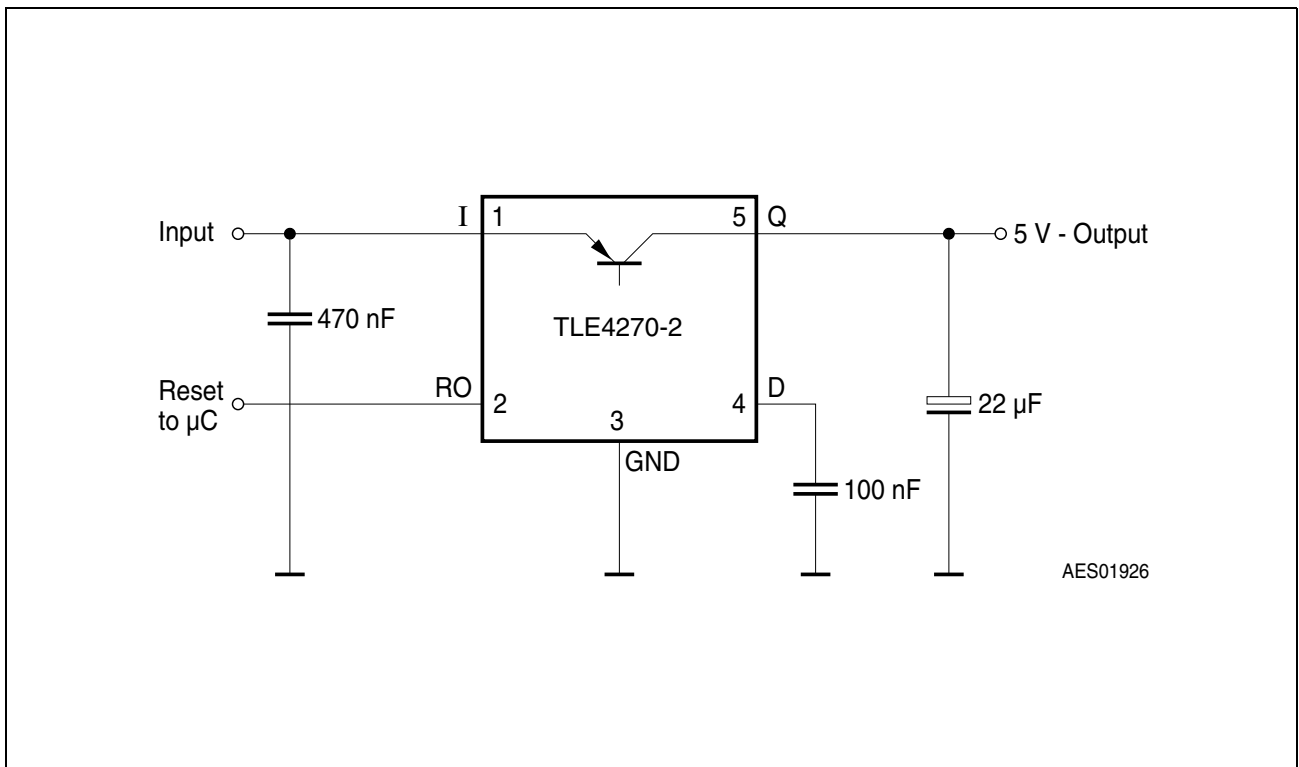 I 1
5 Q
Input
5 V - Output
470 nF
TLE4270-2
Reset
to µC
RO
2
3
GND
4
D
22 µF
100 nF
AES01926